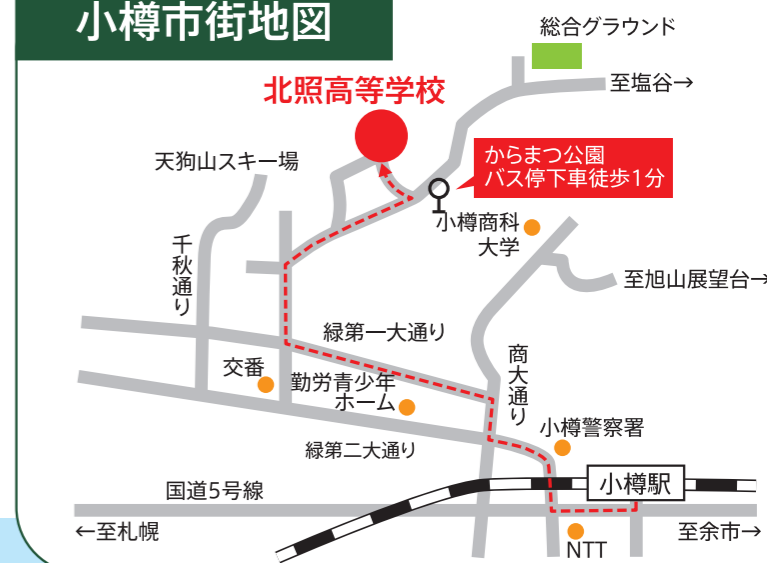 小樽市街地図
総合グラウンド
至塩谷→
北照高等学校
からまつ公園
バス停下車徒歩1分
天狗山スキー場
小樽商科
大学
千秋通り
至旭山展望台→
緑第一大通り
商大通り
交番
勤労青少年
ホーム
小樽警察署
緑第二大通り
小樽駅
国道5号線
←至札幌
至余市→
NTT